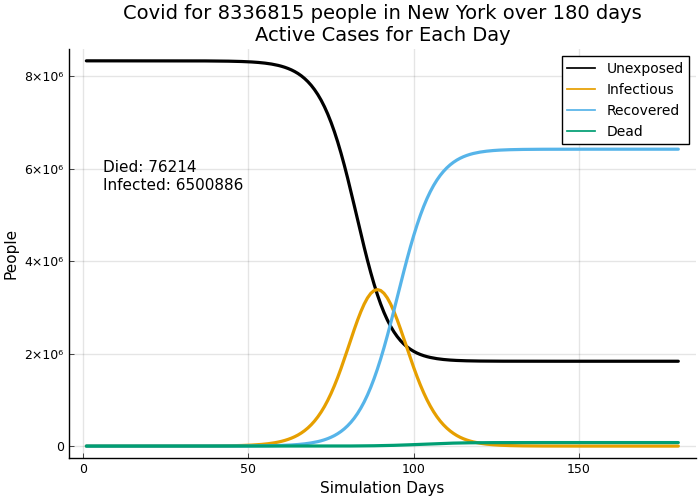 Covid for 8336815 people in New York over 180 days
Active Cases for Each Day
8×10⁶
6×10⁶
4×10⁶
2×10⁶
0
People
Died: 76214
Infected: 6500886
Unexposed
Infectious
Recovered
Dead
0
50
100
150
Simulation Days